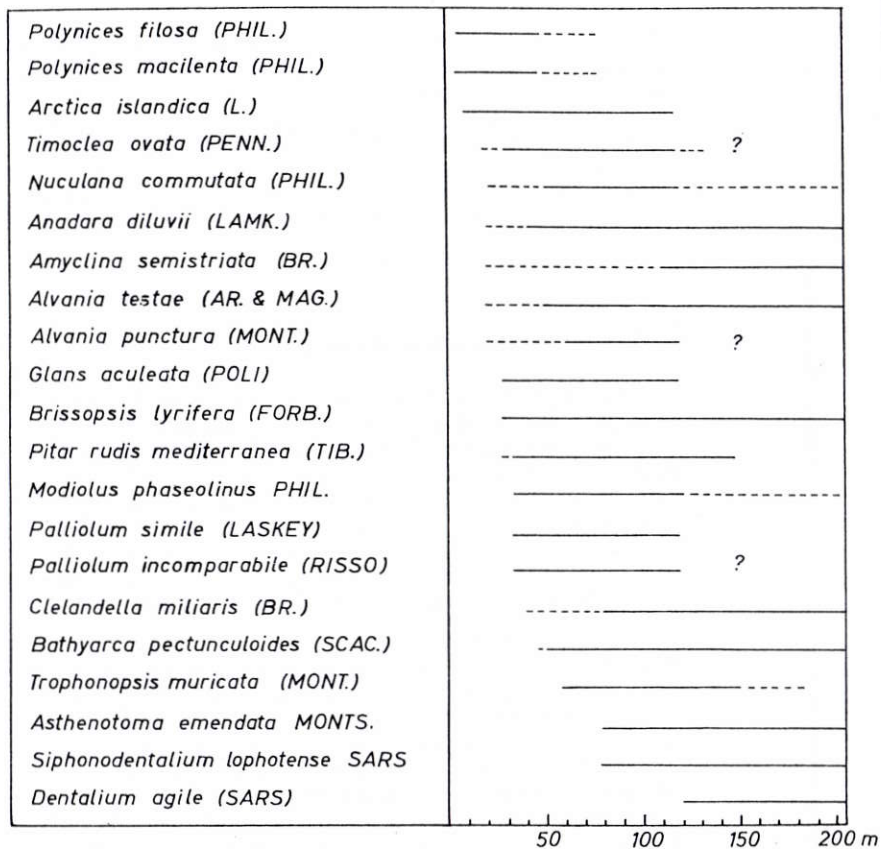 Polynices filosa (PHIL.)
Polynices macilenta (PHIL.)
Arctica islandica (L.)
Timoclea ovata (PENN.) ?
Nuculana commutata (PHIL.)
Anadara diluvii (LAMK.)
Amyclina semistriata (BR.)
Alvania testae (AR. & MAG.)
Alvania punctura (MONT.) ?
Glans aculeata (POLI)
Brissopsis lyrifera (FORB.)
Pitar rudis mediterranea (TIB.)
Modiolus phaseolinus PHIL.
Palliolum simile (LASKEY)
Palliolum incomparabile (RISSO) ?
Clelandella miliaris (BR.)
Bathyarca pectunculoides (SCAC.)
Trophonopsis muricata (MONT.)
Asthenotoma emendata MONTS.
Siphonodentalium lophotense SARS
Dentalium agile (SARS)
50 100 150 200 m